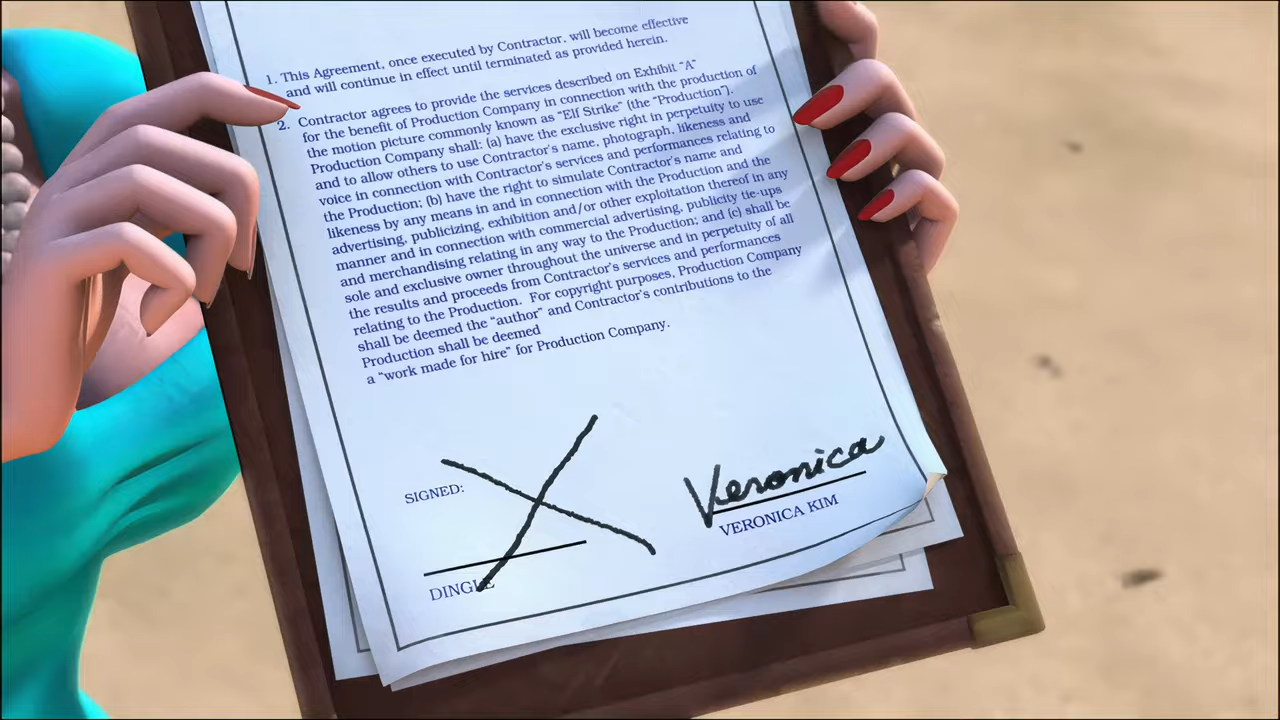 1. This Agreement, once executed by Contractor, will become effective
and will continue in effect until terminated as provided herein.
2. Contractor agrees to provide the services described on Exhibit "A"
for the benefit of Production Company in connection with the production of
the motion picture commonly known as "Elf Strike" (the "Production").
Production Company shall: (a) have the exclusive right in perpetuity to use
and to allow others to use Contractor's name, photograph, likeness and
voice in connection with Contractor's services and performances relating to
the Production; (b) have the right to simulate Contractor's name and
likeness by any means in and in connection with the Production and the
advertising, publicizing, exhibition and/or other exploitation thereof in any
manner and in connection with commercial advertising, publicity tie-ups
and merchandising relating in any way to the Production; and (c) shall be
sole and exclusive owner throughout the universe and in perpetuity of all
the results and proceeds from Contractor's services and performances
relating to the Production. For copyright purposes, Production Company
shall be deemed the "author" and Contractor's contributions to the
Production shall be deemed
a "work made for hire" for Production Company.
SIGNED:
X
DINGLE
Veronica
VERONICA KIM